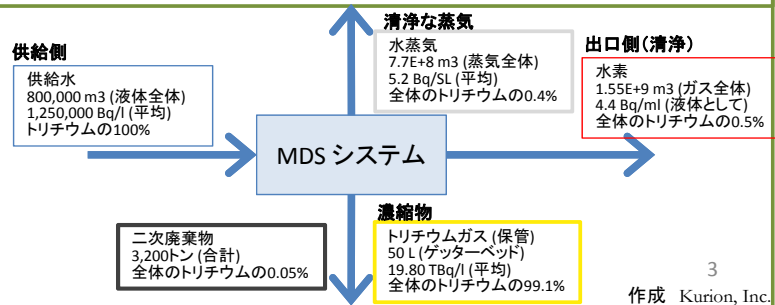 清浄な蒸気
水蒸気
7.7E+8 m3 (蒸気全体)
5.2 Bq/SL (平均)
全体のトリチウムの0.4%
供給側
供給水
800,000 m3 (液体全体)
1,250,000 Bq/l (平均)
トリチウムの100%
出口側(清浄)
水素
1.55E+9 m3 (ガス全体)
4.4 Bq/ml (液体として)
全体のトリチウムの0.5%
MDS システム
二次廃棄物
3,200トン (合計)
全体のトリチウムの0.05%
濃縮物
トリチウムガス (保管)
50 L (ゲッターベッド)
19.80 TBq/l (平均)
全体のトリチウムの99.1%
3
作成 Kurion, Inc.